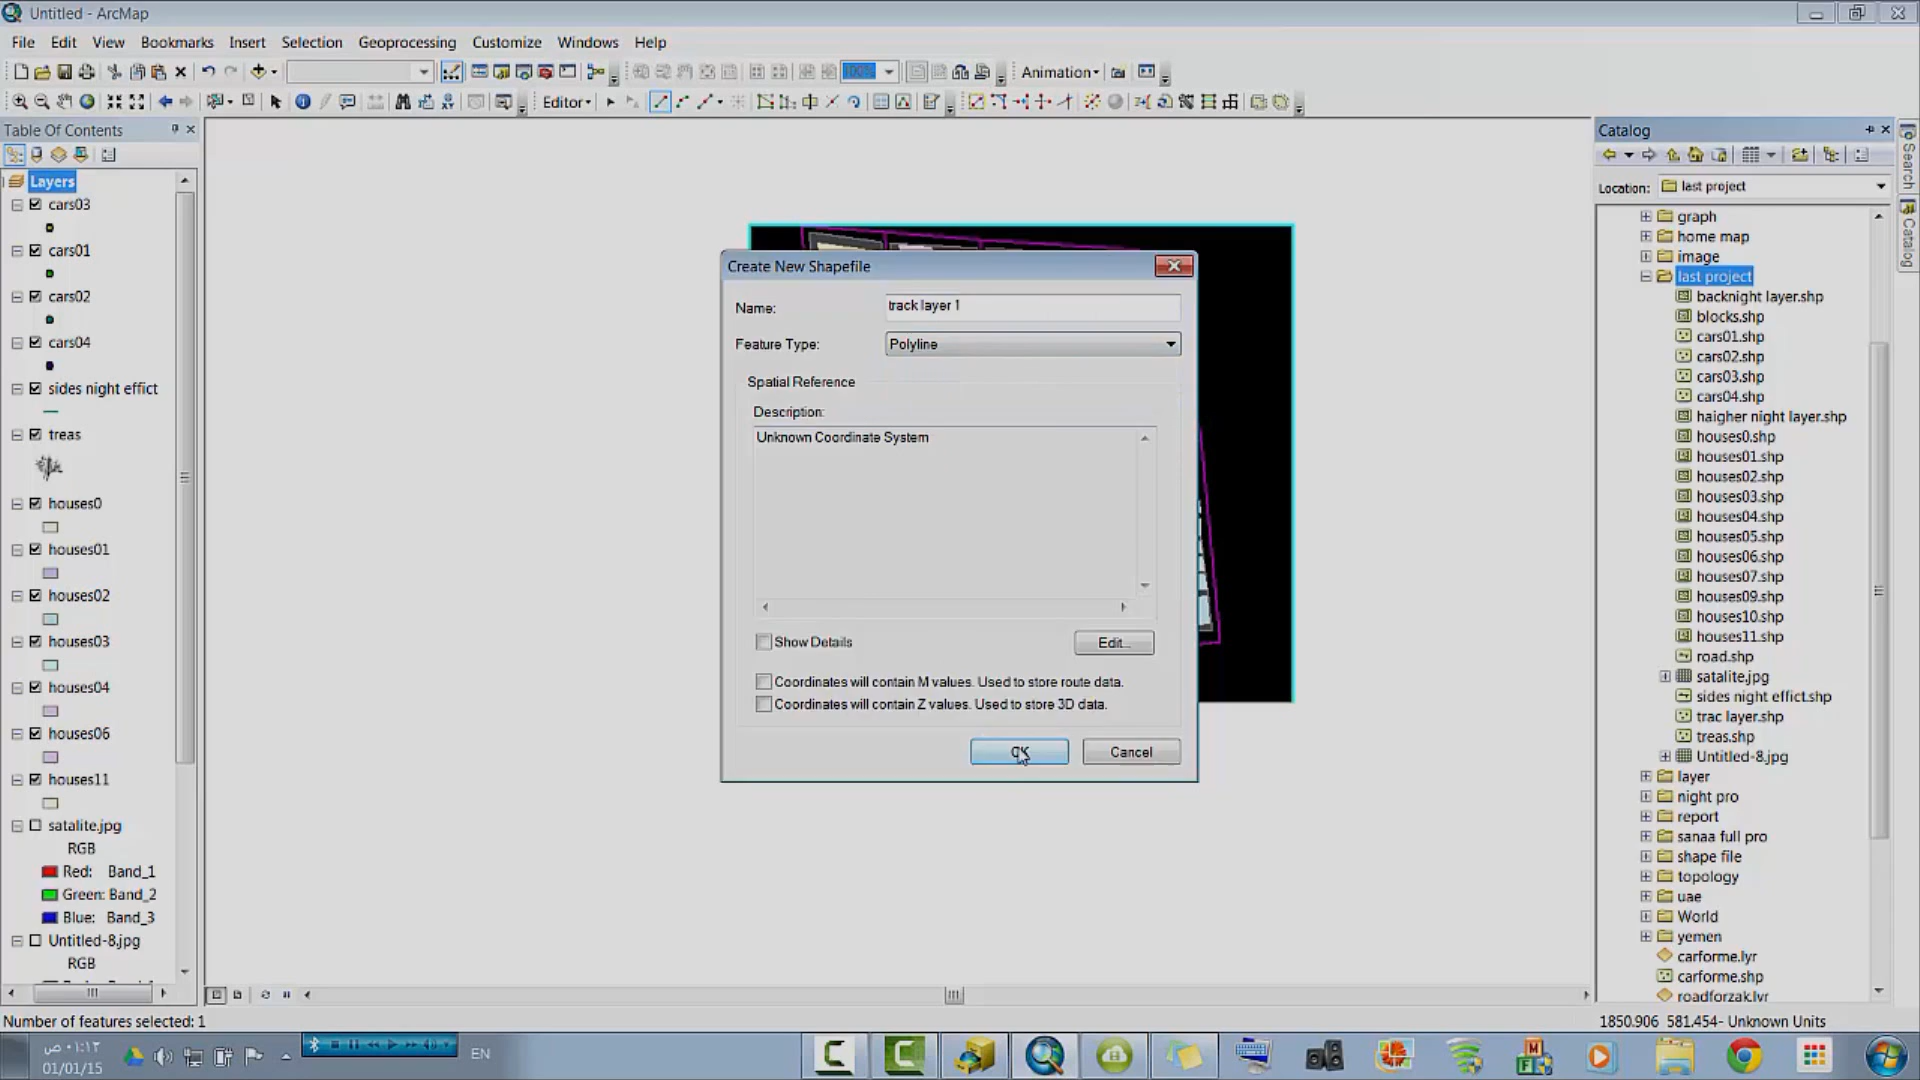 Untitled - ArcMap
File Edit View Bookmarks Insert Selection Geoprocessing Customize Windows Help
100% Animation
Editor
Table Of Contents
Layers
cars03
cars01
cars02
cars04
sides night effict
treas
houses0
houses01
houses02
houses03
houses04
houses06
houses11
satalite.jpg
RGB
Red: Band_1
Green: Band_2
Blue: Band_3
Untitled-8.jpg
RGB
Create New Shapefile
Name: track layer 1
Feature Type: Polyline
Spatial Reference
Description:
Unknown Coordinate System
Show Details
Edit...
Coordinates will contain M values. Used to store route data.
Coordinates will contain Z values. Used to store 3D data.
OK Cancel
Catalog
Location: last project
graph
home map
image
last project
backnight layer.shp
blocks.shp
cars01.shp
cars02.shp
cars03.shp
cars04.shp
haigher night layer.shp
houses0.shp
houses01.shp
houses02.shp
houses03.shp
houses04.shp
houses05.shp
houses06.shp
houses07.shp
houses09.shp
houses10.shp
houses11.shp
road.shp
satalite.jpg
sides night effict.shp
trac layer.shp
treas.shp
Untitled-8.jpg
layer
night pro
report
sanaa full pro
shape file
topology
uae
World
yemen
carforme.lyr
carforme.shp
roadforzak.lyr
Search
Catalog
Number of features selected: 1
1850.906 581.454- Unknown Units
ص ٠١:١٣
01/01/15
EN